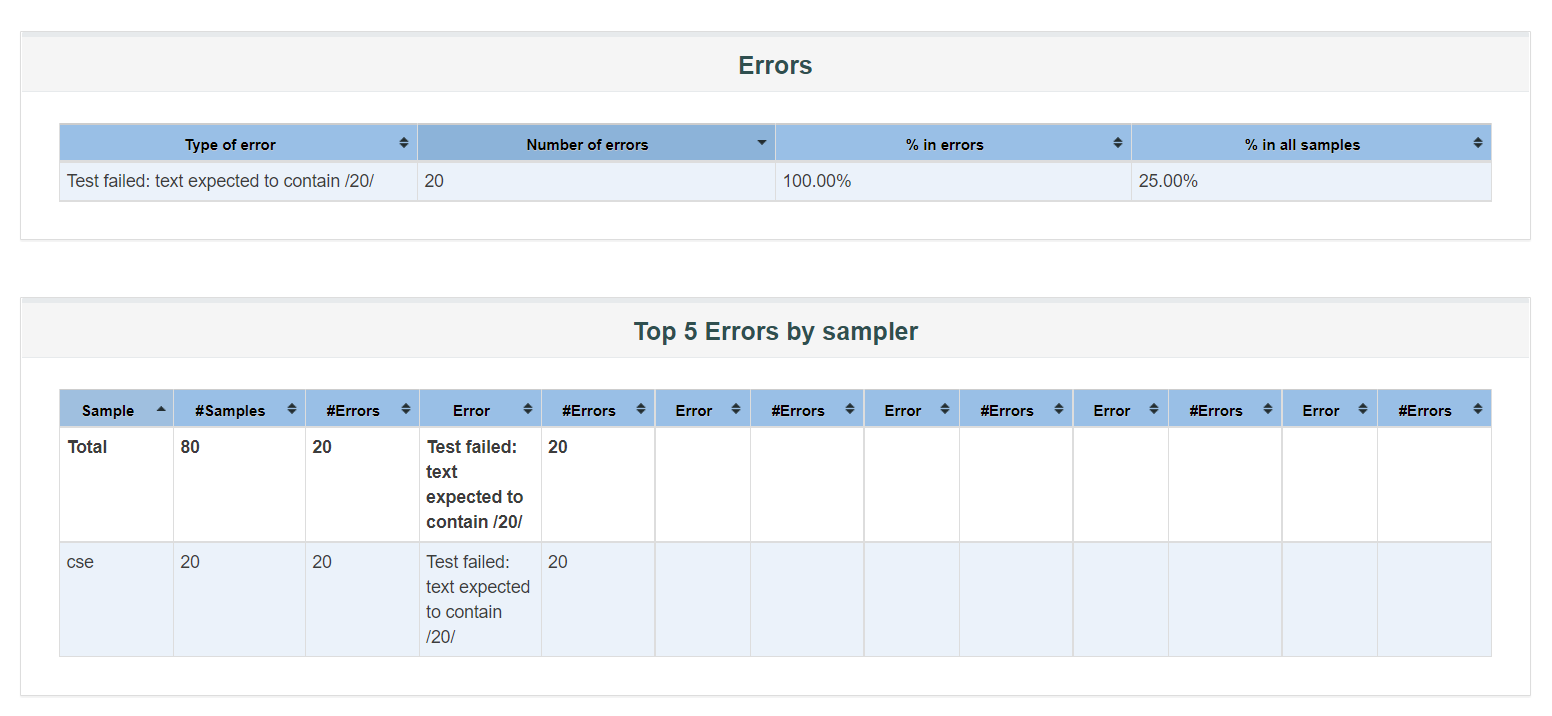 Errors
Type of error Number of errors % in errors % in all samples
Test failed: text expected to contain /20/ 20 100.00% 25.00%
Top 5 Errors by sampler
Sample #Samples #Errors Error #Errors Error #Errors Error #Errors Error #Errors Error #Errors
Total 80 20 Test failed: 20
text
expected to
contain /20/
cse 20 20 Test failed: 20
text expected
to contain
/20/